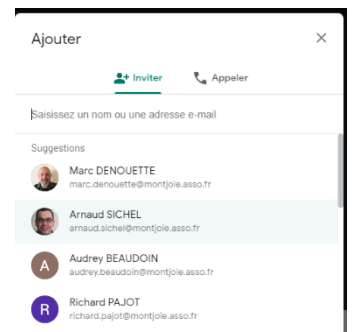 Ajouter
Inviter
Appeler
Saisissez un nom ou une adresse e-mail
Suggestions
Marc DENOUETTE
marc.denouette@montjoie.asso.fr
Arnaud SICHEL
arnaud.sichel@montjoie.asso.fr
A
Audrey BEAUDOIN
audrey.beaudoin@montjoie.asso.fr
R
Richard PAJOT
richard.pajot@montjoie.asso.fr